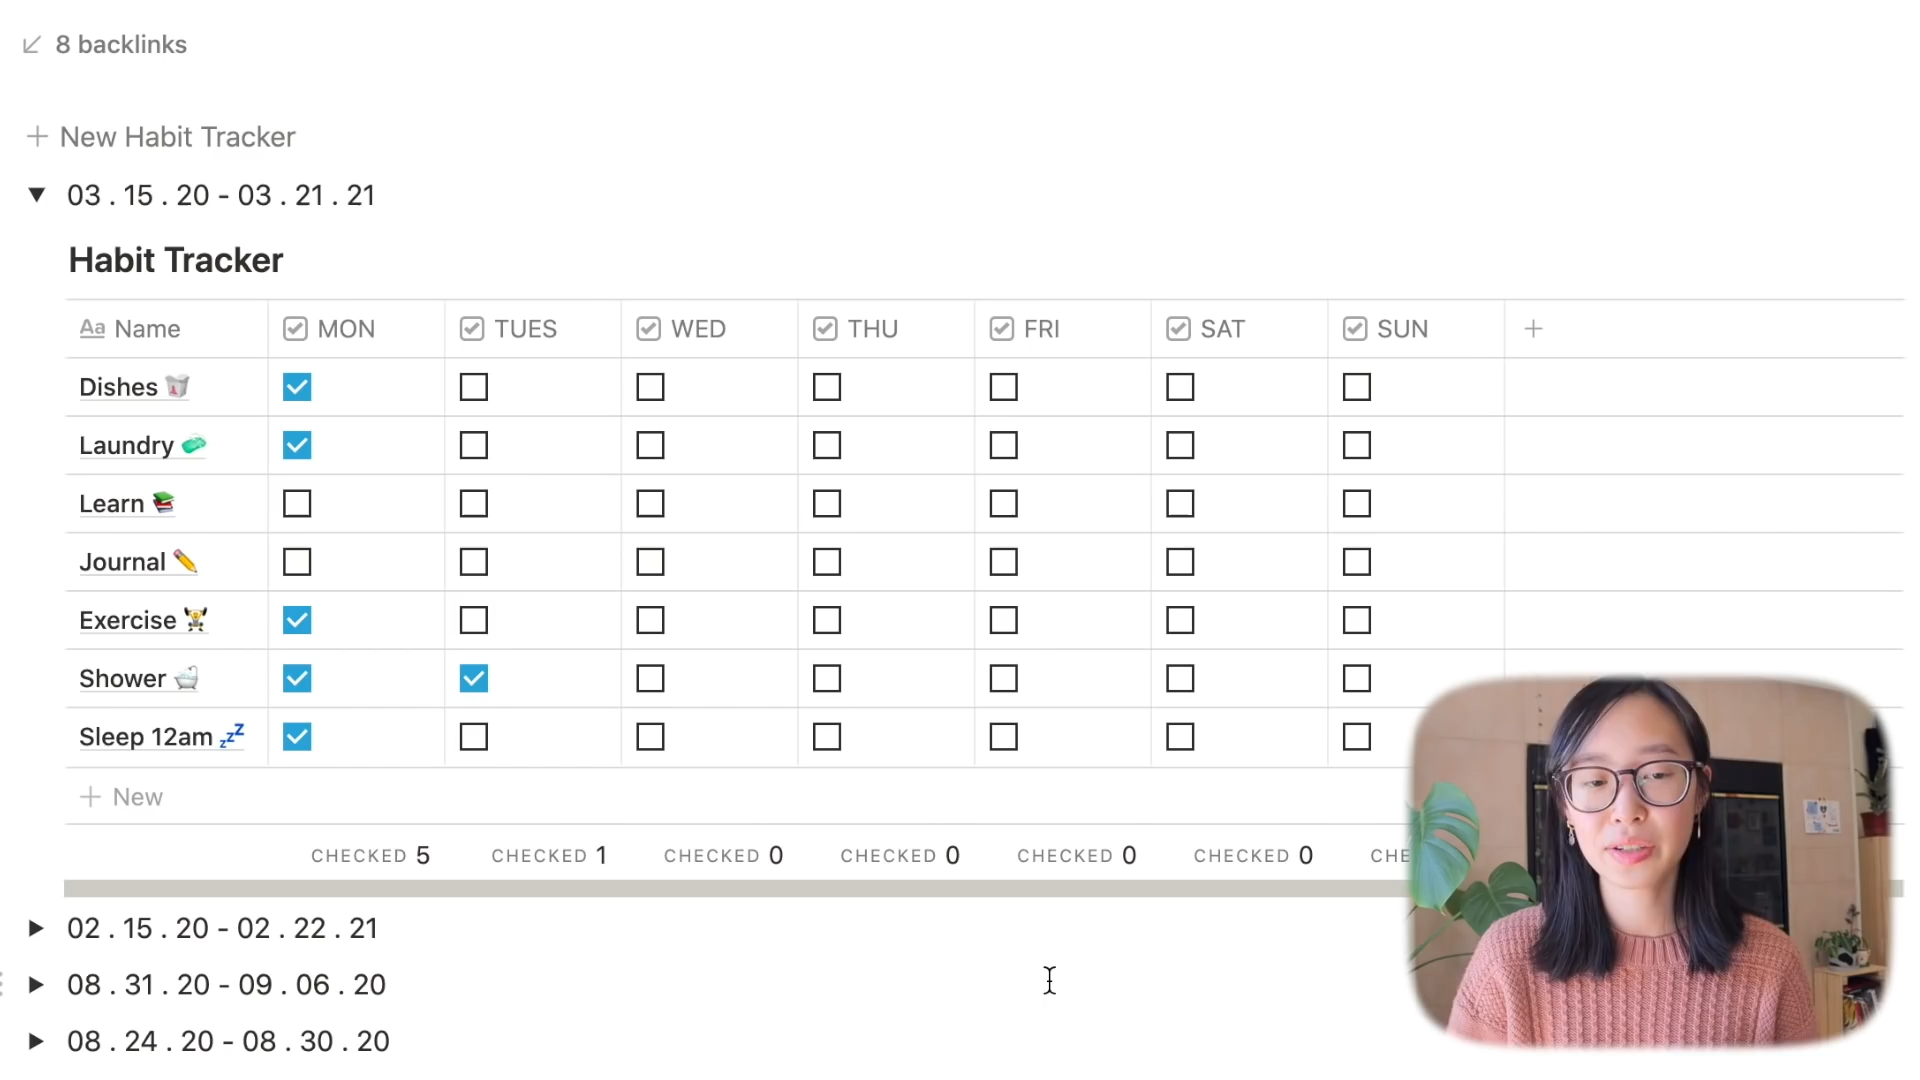 8 backlinks
New Habit Tracker
03 . 15 . 20 - 03 . 21 . 21
Habit Tracker
Aa Name MON TUES WED THU FRI SAT SUN
Dishes
Laundry
Learn
Journal
Exercise
Shower
Sleep 12am 💤
New
CHECKED 5 CHECKED 1 CHECKED 0 CHECKED 0 CHECKED 0 CHECKED 0 CHE
02 . 15 . 20 - 02 . 22 . 21
08 . 31 . 20 - 09 . 06 . 20
08 . 24 . 20 - 08 . 30 . 20